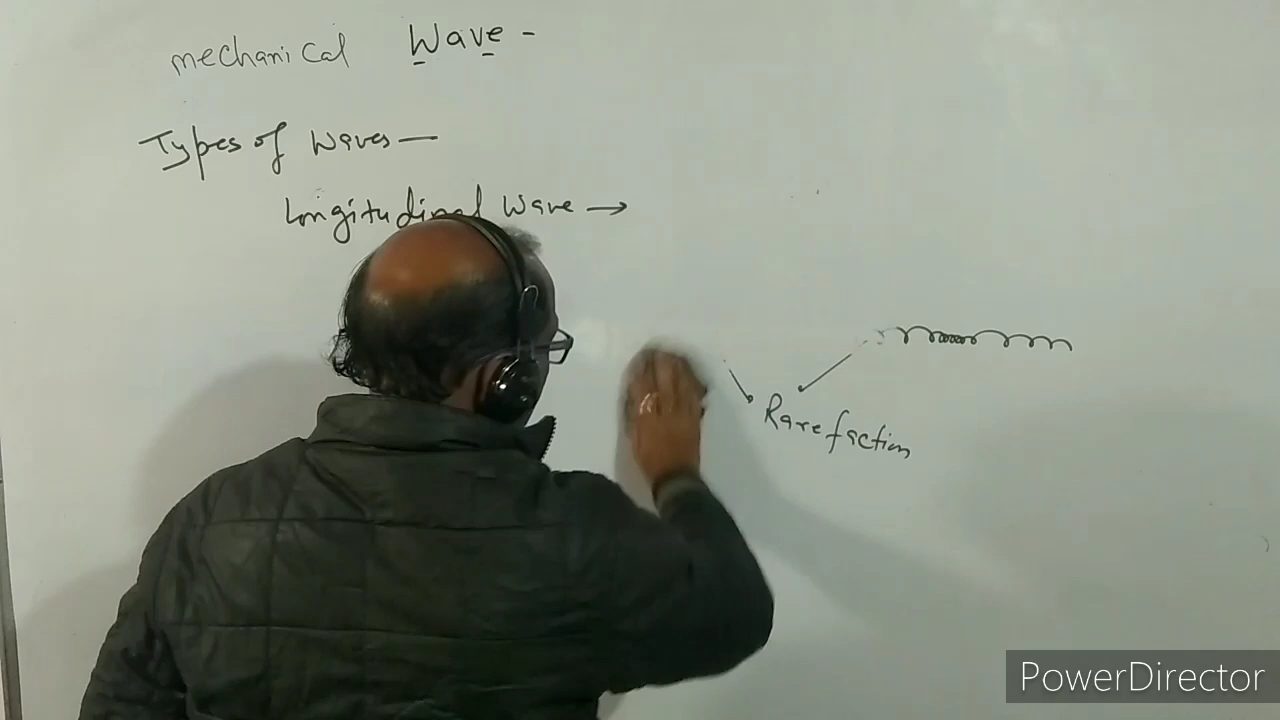 mechanical Wave -
Types of Waves —
Longitudinal Wave →
Rarefaction
PowerDirector